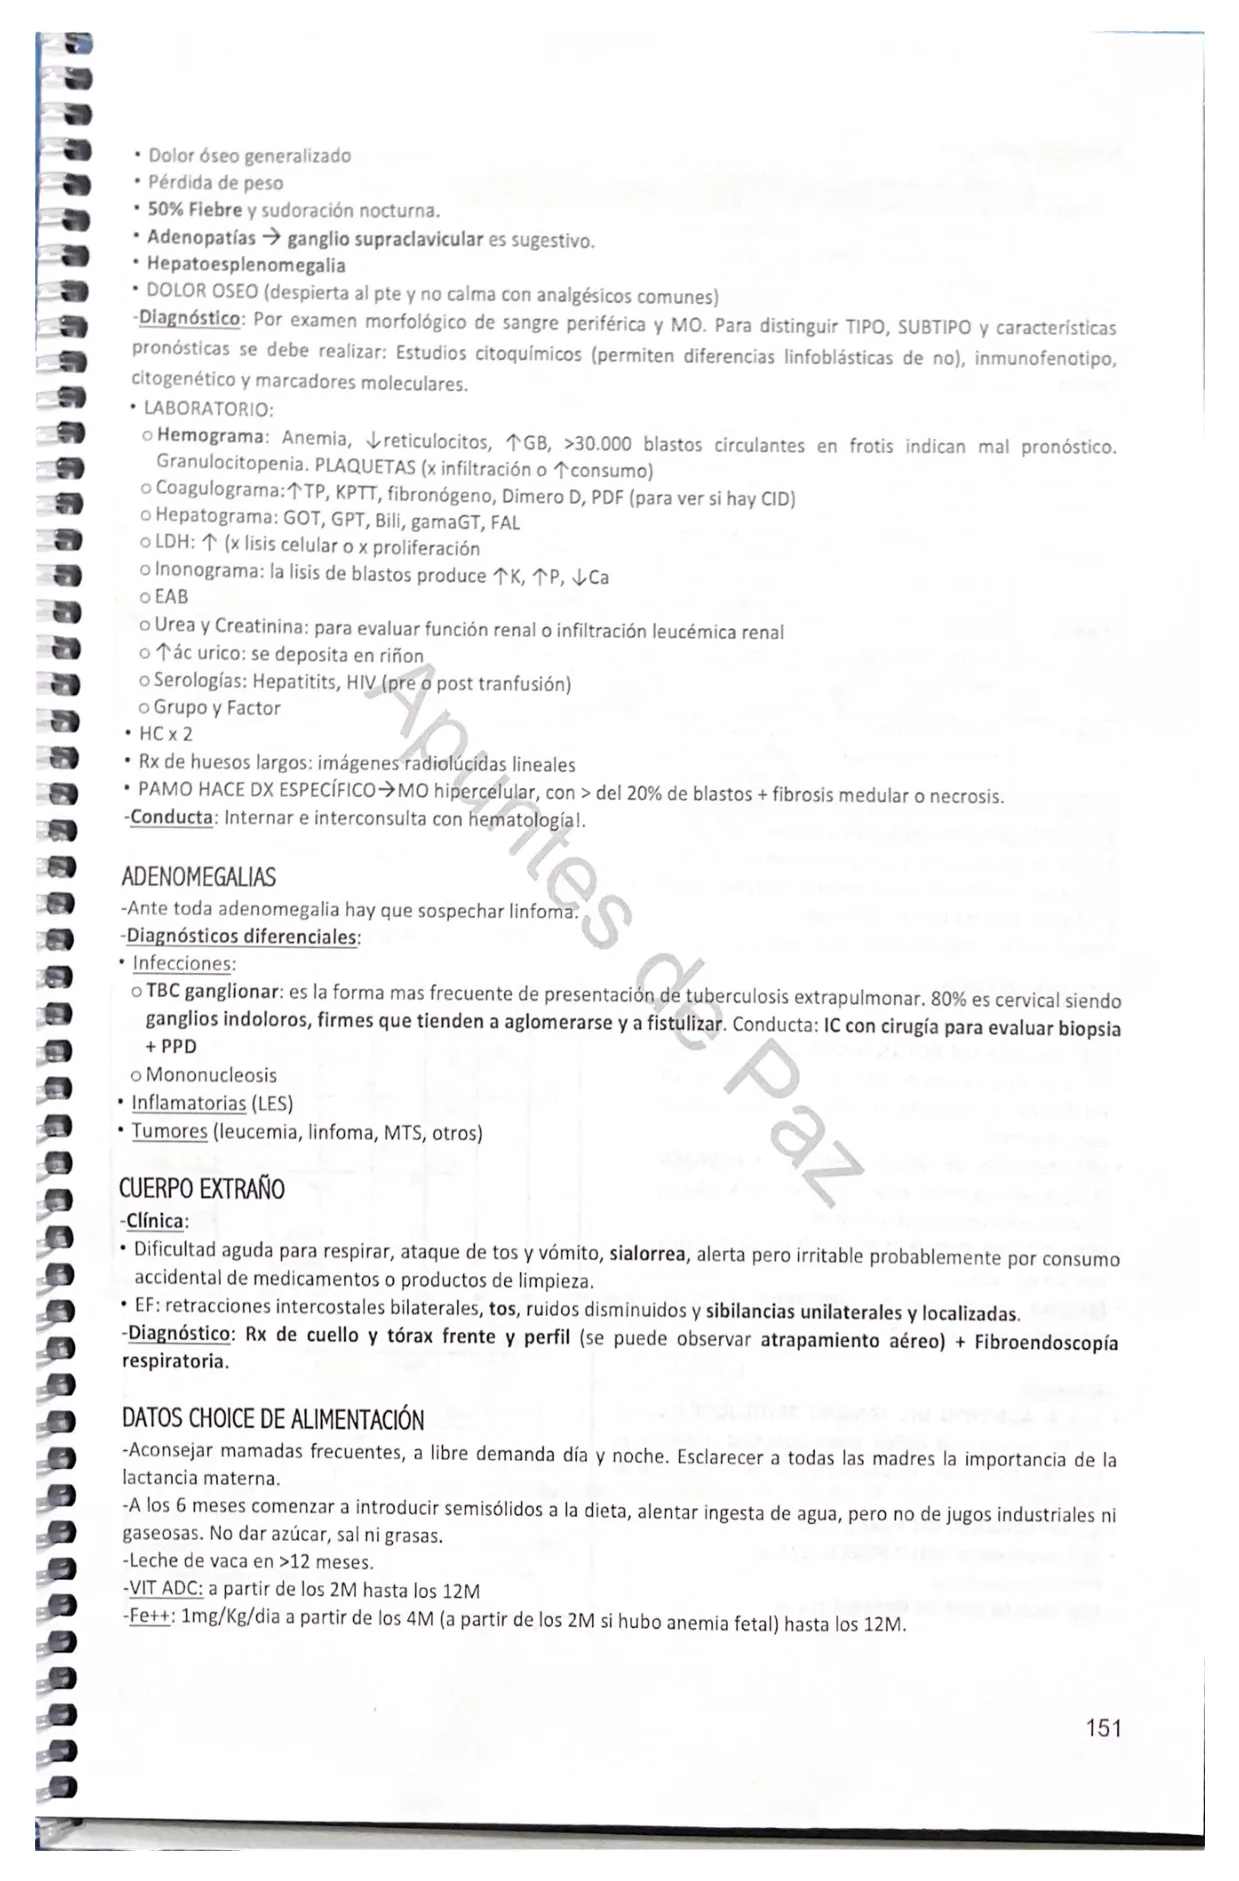 • Dolor óseo generalizado
• Pérdida de peso
• 50% Fiebre y sudoración nocturna.
• Adenopatías → ganglio supraclavicular es sugestivo.
• Hepatoesplenomegalia
• DOLOR OSEO (despierta al pte y no calma con analgésicos comunes)
-Diagnóstico: Por examen morfológico de sangre periférica y MO. Para distinguir TIPO, SUBTIPO y características
pronósticas se debe realizar: Estudios citoquímicos (permiten diferencias linfoblásticas de no), inmunofenotipo,
citogenético y marcadores moleculares.
• LABORATORIO:
o Hemograma: Anemia, ↓reticulocitos, ↑GB, >30.000 blastos circulantes en frotis indican mal pronóstico.
Granulocitopenia. PLAQUETAS (x infiltración o ↑consumo)
o Coagulograma:↑TP, KPTT, fibronógeno, Dimero D, PDF (para ver si hay CID)
o Hepatograma: GOT, GPT, Bili, gamaGT, FAL
o LDH: ↑ (x lisis celular o x proliferación
o Inonograma: la lisis de blastos produce ↑K, ↑P, ↓Ca
o EAB
o Urea y Creatinina: para evaluar función renal o infiltración leucémica renal
o ↑ác urico: se deposita en riñon
o Serologías: Hepatitits, HIV (pre o post tranfusión)
o Grupo y Factor
• HC x 2
• Rx de huesos largos: imágenes radiolúcidas lineales
• PAMO HACE DX ESPECÍFICO→MO hipercelular, con > del 20% de blastos + fibrosis medular o necrosis.
-Conducta: Internar e interconsulta con hematología!.
ADENOMEGALIAS
-Ante toda adenomegalia hay que sospechar linfoma.
-Diagnósticos diferenciales:
• Infecciones:
o TBC ganglionar: es la forma mas frecuente de presentación de tuberculosis extrapulmonar. 80% es cervical siendo
ganglios indoloros, firmes que tienden a aglomerarse y a fistulizar. Conducta: IC con cirugía para evaluar biopsia
+ PPD
o Mononucleosis
• Inflamatorias (LES)
• Tumores (leucemia, linfoma, MTS, otros)
CUERPO EXTRAÑO
-Clínica:
• Dificultad aguda para respirar, ataque de tos y vómito, sialorrea, alerta pero irritable probablemente por consumo
accidental de medicamentos o productos de limpieza.
• EF: retracciones intercostales bilaterales, tos, ruidos disminuidos y sibilancias unilaterales y localizadas.
-Diagnóstico: Rx de cuello y tórax frente y perfil (se puede observar atrapamiento aéreo) + Fibroendoscopía
respiratoria.
DATOS CHOICE DE ALIMENTACIÓN
-Aconsejar mamadas frecuentes, a libre demanda día y noche. Esclarecer a todas las madres la importancia de la
lactancia materna.
-A los 6 meses comenzar a introducir semisólidos a la dieta, alentar ingesta de agua, pero no de jugos industriales ni
gaseosas. No dar azúcar, sal ni grasas.
-Leche de vaca en >12 meses.
-VIT ADC: a partir de los 2M hasta los 12M
-Fe++: 1mg/Kg/dia a partir de los 4M (a partir de los 2M si hubo anemia fetal) hasta los 12M.
151
Apuntes de Paz